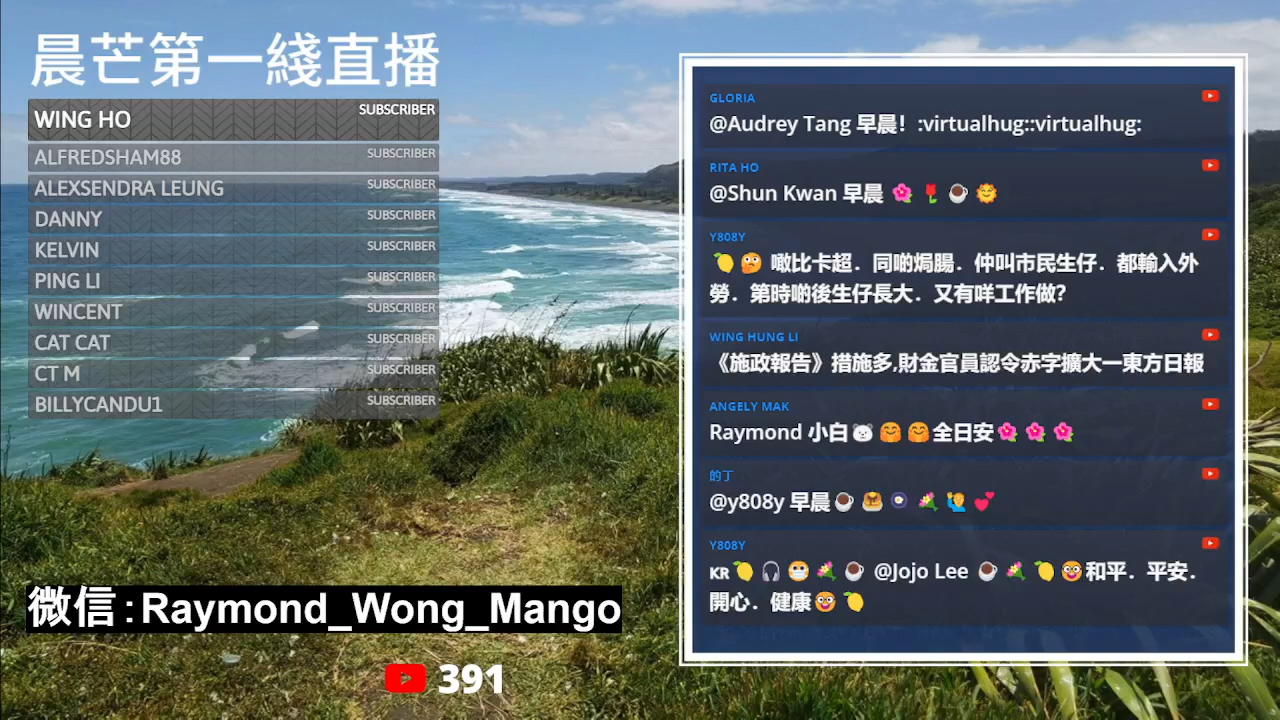 晨芒第一綫直播
WING HO SUBSCRIBER
ALFREDSHAM88 SUBSCRIBER
ALEXSENDRA LEUNG SUBSCRIBER
DANNY SUBSCRIBER
KELVIN SUBSCRIBER
PING LI SUBSCRIBER
WINCENT SUBSCRIBER
CAT CAT SUBSCRIBER
CT M SUBSCRIBER
BILLYCANDU1 SUBSCRIBER
微信:Raymond_Wong_Mango
391
GLORIA
@Audrey Tang 早晨！:virtualhug::virtualhug:
RITA HO
@Shun Kwan 早晨 🌺 🌷 ☕ 🌞
Y808Y
🍋 🤔 噉比卡超．同啲焗腸．仲叫市民生仔．都輸入外
勞．第時啲後生仔長大．又有咩工作做?
WING HUNG LI
《施政報告》措施多,財金官員認令赤字擴大一東方日報
ANGELY MAK
Raymond 小白🐻‍❄️ 🤗 🤗 全日安🌺 🌺 🌺
的丁
@y808y 早晨☕ 🥞 🍳 💐 🙋‍♂️ 💕
Y808Y
KR🍋 🎧 😷 💐 ☕ @Jojo Lee ☕ 💐 🍋 🤓和平．平安．
開心．健康🤓 🍋